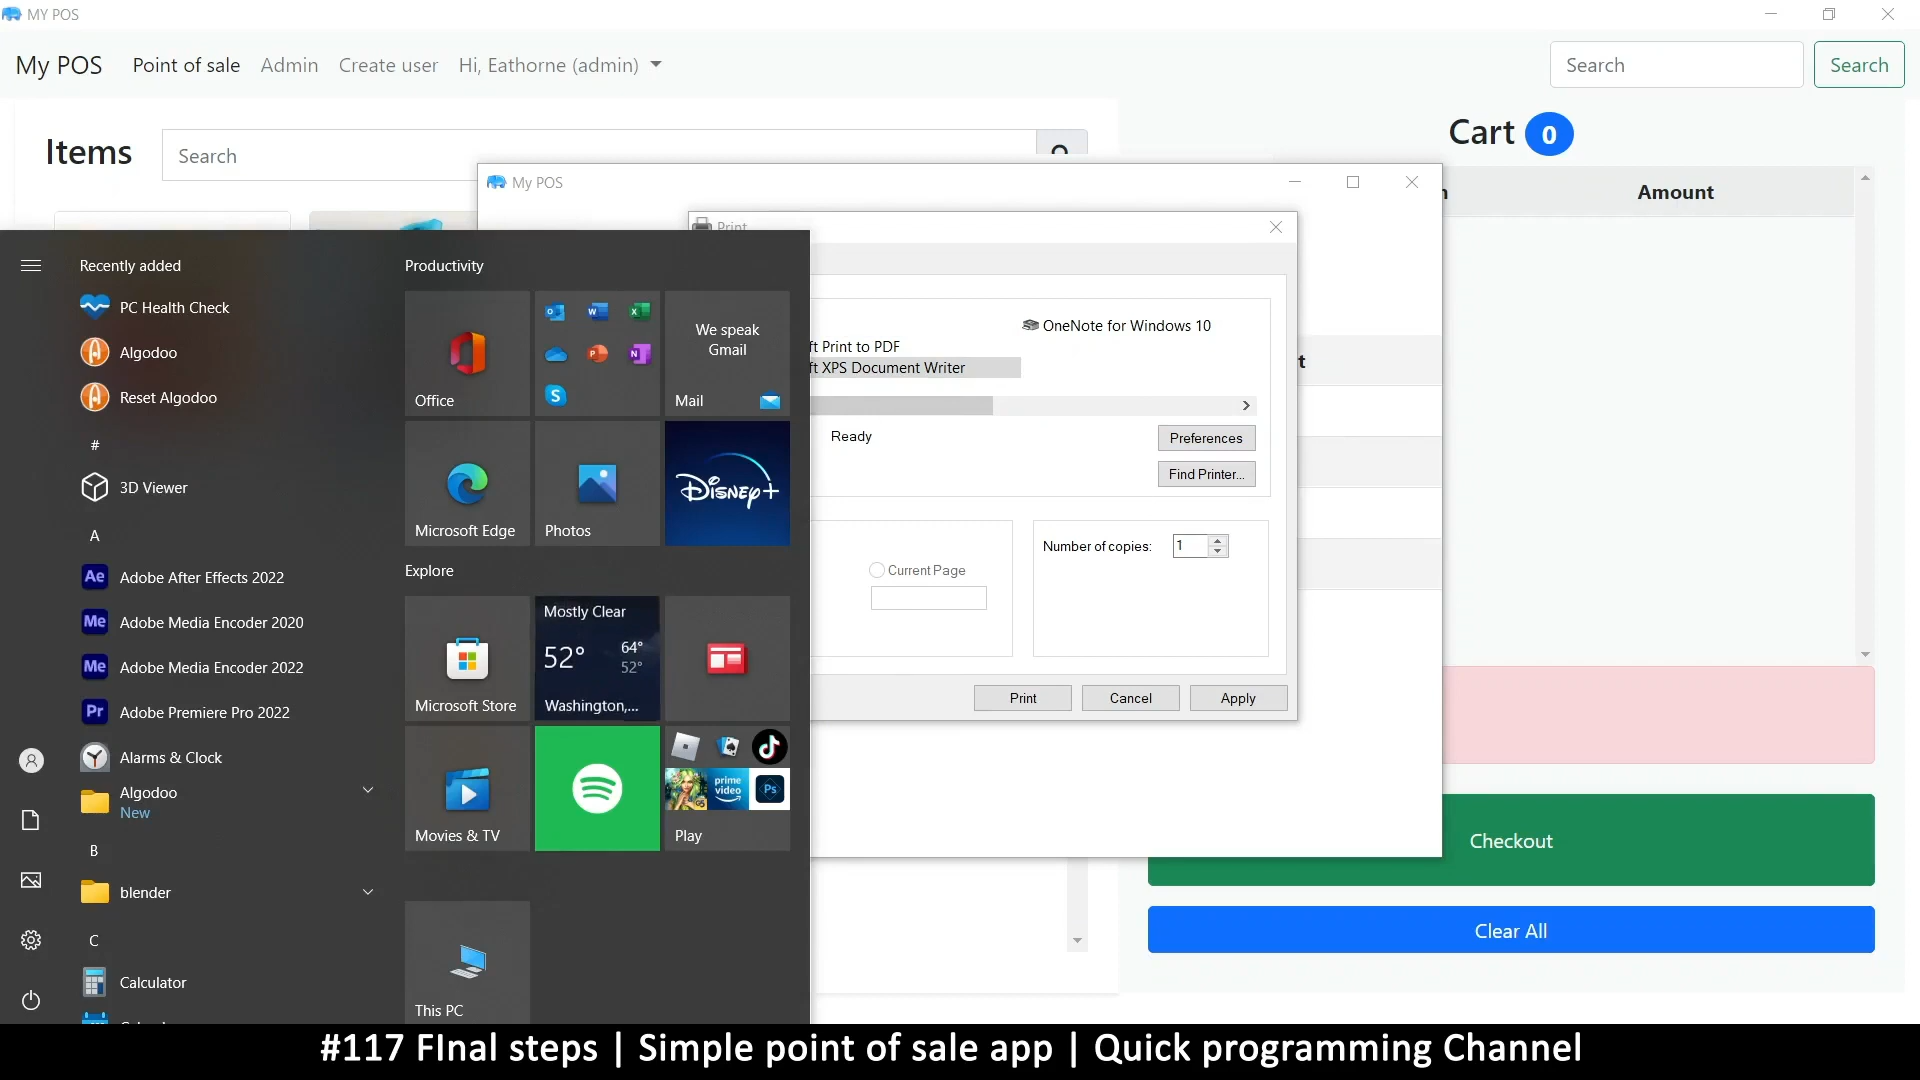 MY POS
My POS Point of sale Admin Create user Hi, Eathorne (admin) Search Search
Items Search
Cart 0
Amount
My POS
Print
OneNote for Windows 10
ft Print to PDF
ft XPS Document Writer
Ready
Preferences
Find Printer...
Current Page
Number of copies: 1
Print Cancel Apply
Checkout
Clear All
Recently added
PC Health Check
Algodoo
Reset Algodoo
#
3D Viewer
A
Adobe After Effects 2022
Adobe Media Encoder 2020
Adobe Media Encoder 2022
Adobe Premiere Pro 2022
Alarms & Clock
Algodoo
New
B
blender
C
Calculator
Productivity
Office
We speak
Gmail
Mail
Microsoft Edge
Photos
Disney+
Explore
Microsoft Store
Mostly Clear
52° 64°
52°
Washington,...
Movies & TV
prime
video
Ps
Play
This PC
#117 FInal steps | Simple point of sale app | Quick programming Channel